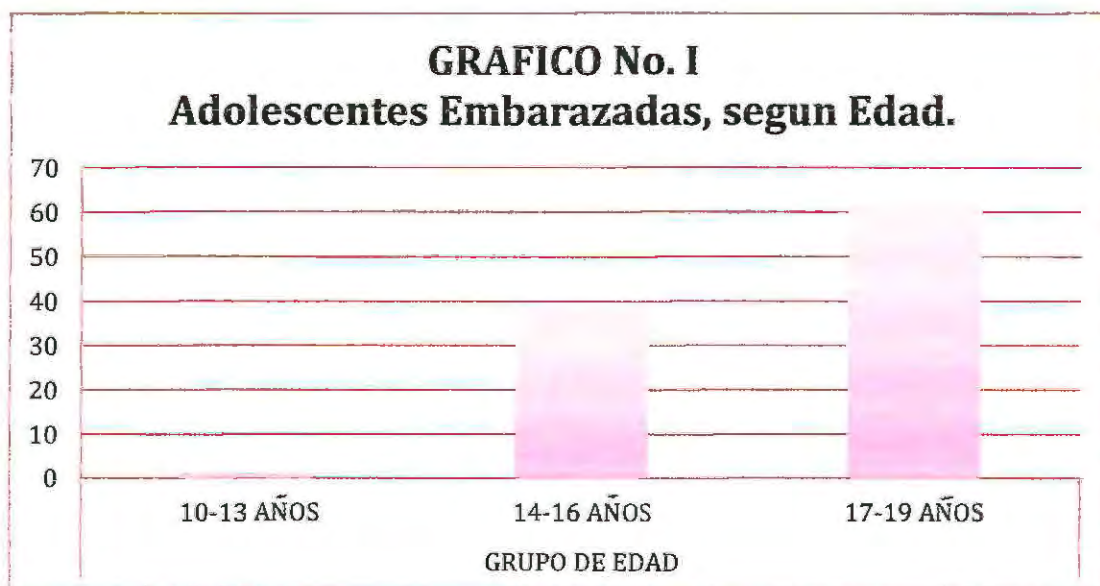 GRAFICO No. I
Adolescentes Embarazadas, segun Edad.
70
60
50
40
30
20
10
0
10-13 AÑOS
14-16 AÑOS
17-19 AÑOS
GRUPO DE EDAD